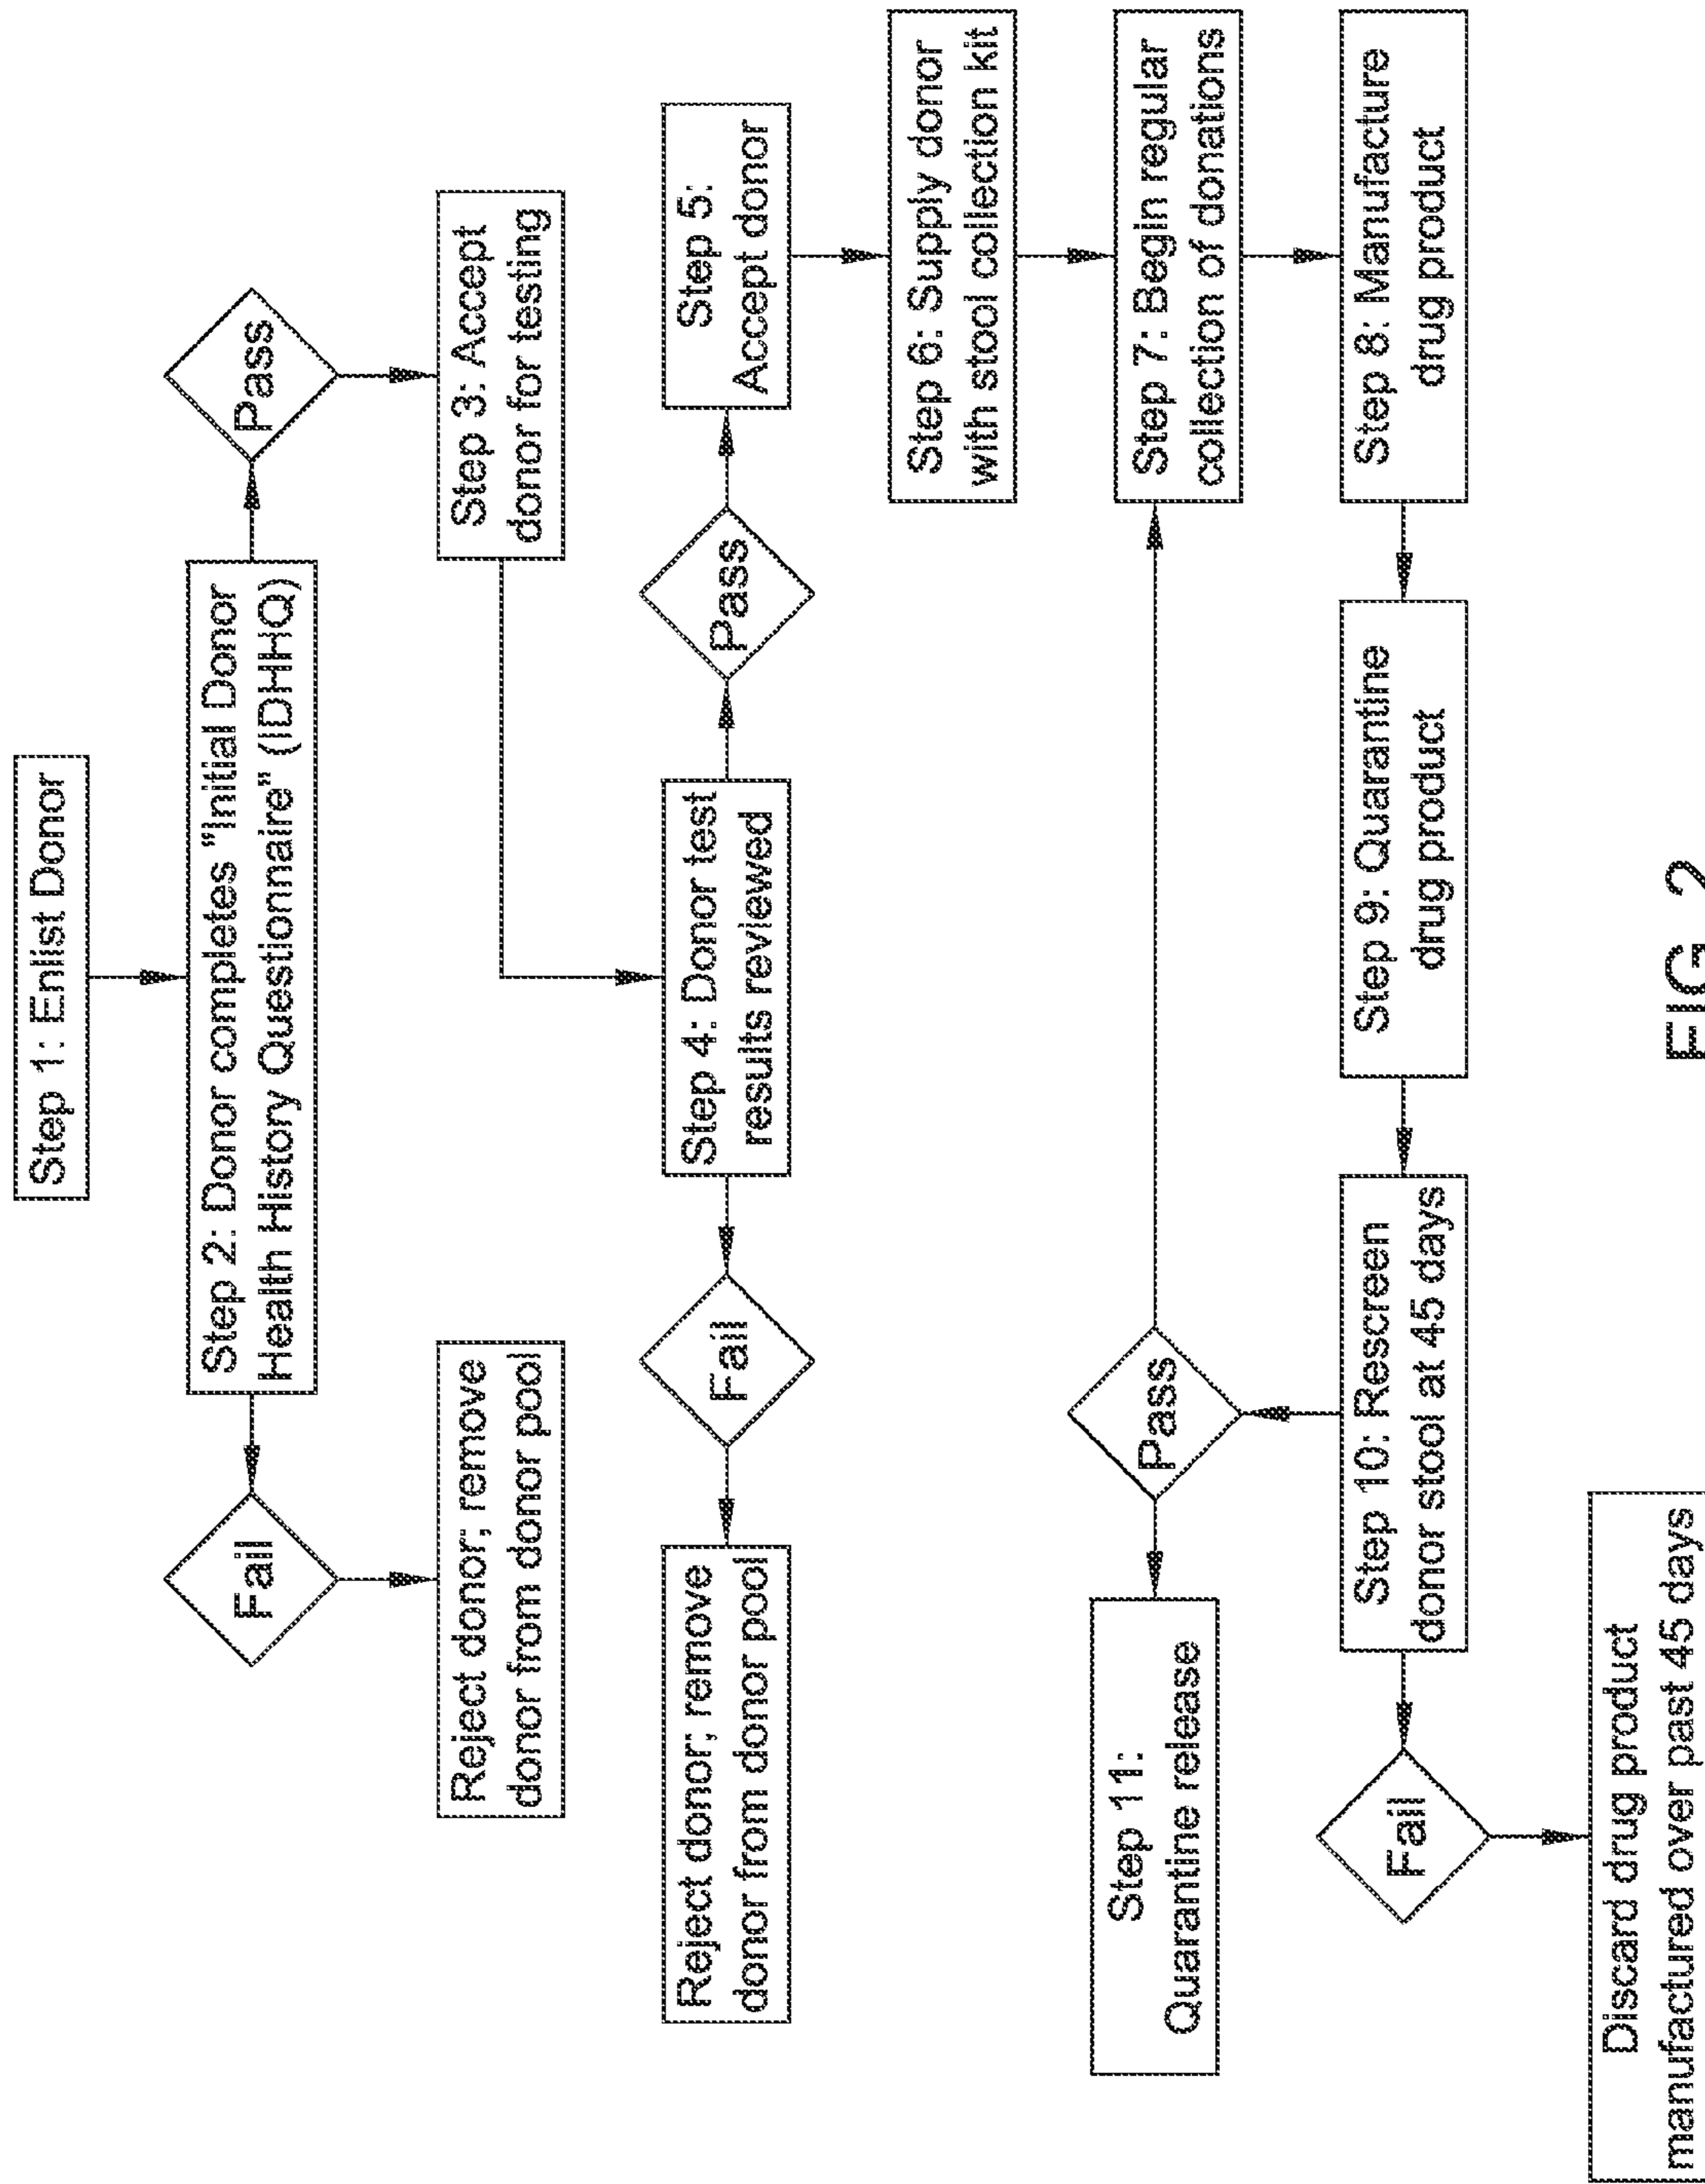 Step 1: Enlist Donor
Step 2: Donor completes "Initial Donor
Health History Questionnaire" (IDHHQ)
Fail
Pass
Reject donor; remove
donor from donor pool
Step 3: Accept
donor for testing
Step 4: Donor test
results reviewed
Fail
Pass
Reject donor; remove
donor from donor pool
Step 5:
Accept donor
Step 6: Supply donor
with stool collection kit
Step 7: Begin regular
collection of donations
Step 8: Manufacture
drug product
Step 9: Quarantine
drug product
Step 10: Rescreen
donor stool at 45 days
Pass
Step 11:
Quarantine release
Fail
Discard drug product
manufactured over past 45 days
FIG. 2